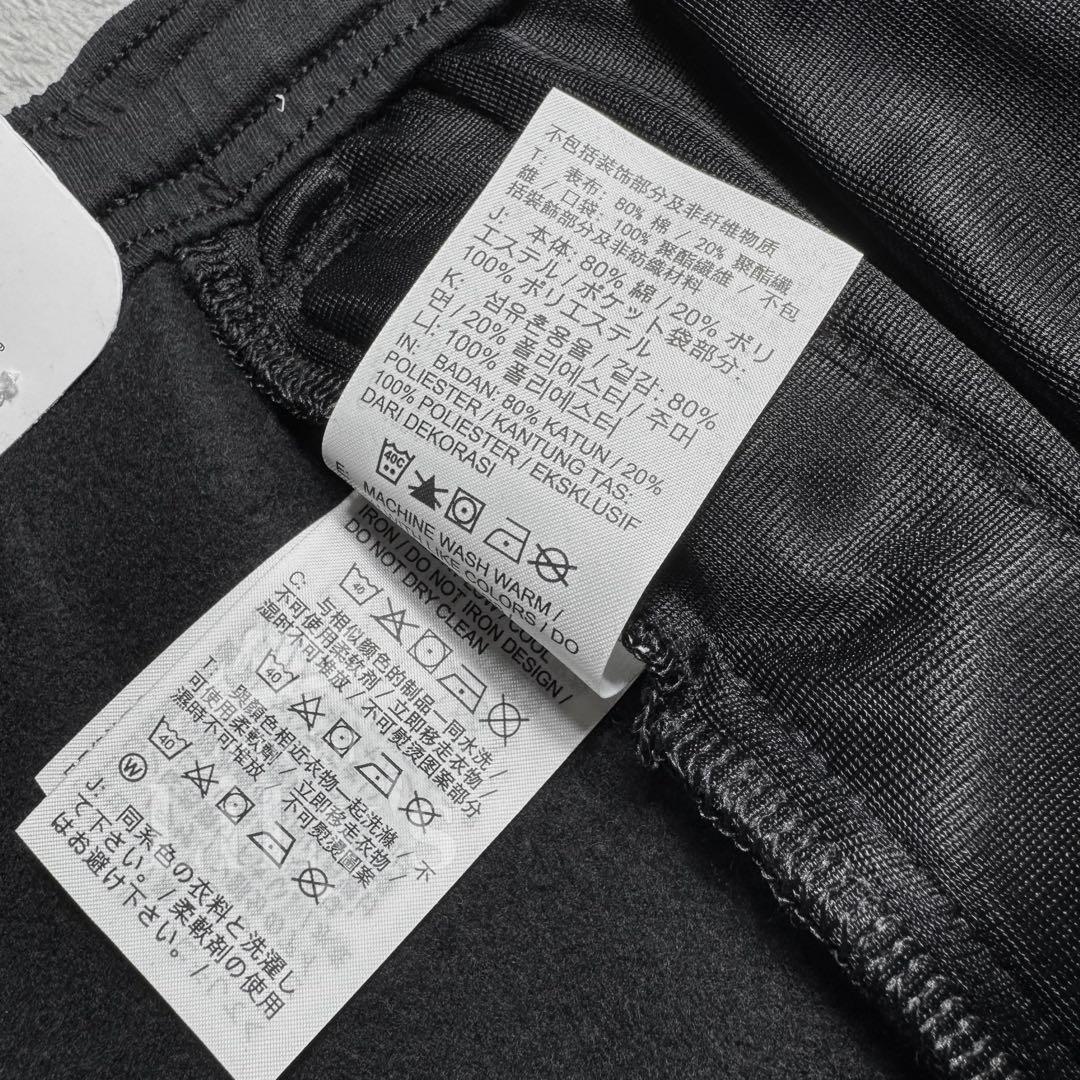 不包括装饰部分及非纤维物质
T: 表布: 80% 棉 / 20% 聚酯纖
維 / 口袋: 100% 聚酯纖維 / 不包
括裝飾部分及非紡織材料
J: 本体: 80% 綿 / 20% ポリ
エステル / ポケット袋部分:
100% ポリエステル
K: 섬유혼용율 / 겉감: 80%
면 / 20% 폴리에스터 / 주머
니: 100% 폴리에스터
IN: BADAN: 80% KATUN / 20%
POLIESTER / KANTUNG TAS:
100% POLIESTER / EKSKLUSIF
DARI DEKORASI
40C
E: MACHINE WASH WARM /
LIKE COLORS / DO
IRON / DO NOT IRON DESIGN /
DO NOT DRY CLEAN
40
C: 与相似颜色的制品一同水洗 /
不可使用柔软剂 / 立即移走衣物 /
湿时不可堆放 / 不可熨烫图案部分
40
T: 與顏色相近衣物一起洗滌 / 不
可使用柔軟劑 / 立即移走衣物 /
濕時不可堆放 / 不可熨燙圖案
40
W
J: 同系色の衣料と洗濯し
て下さい。/ 柔軟剤の使用
はお避け下さい。/